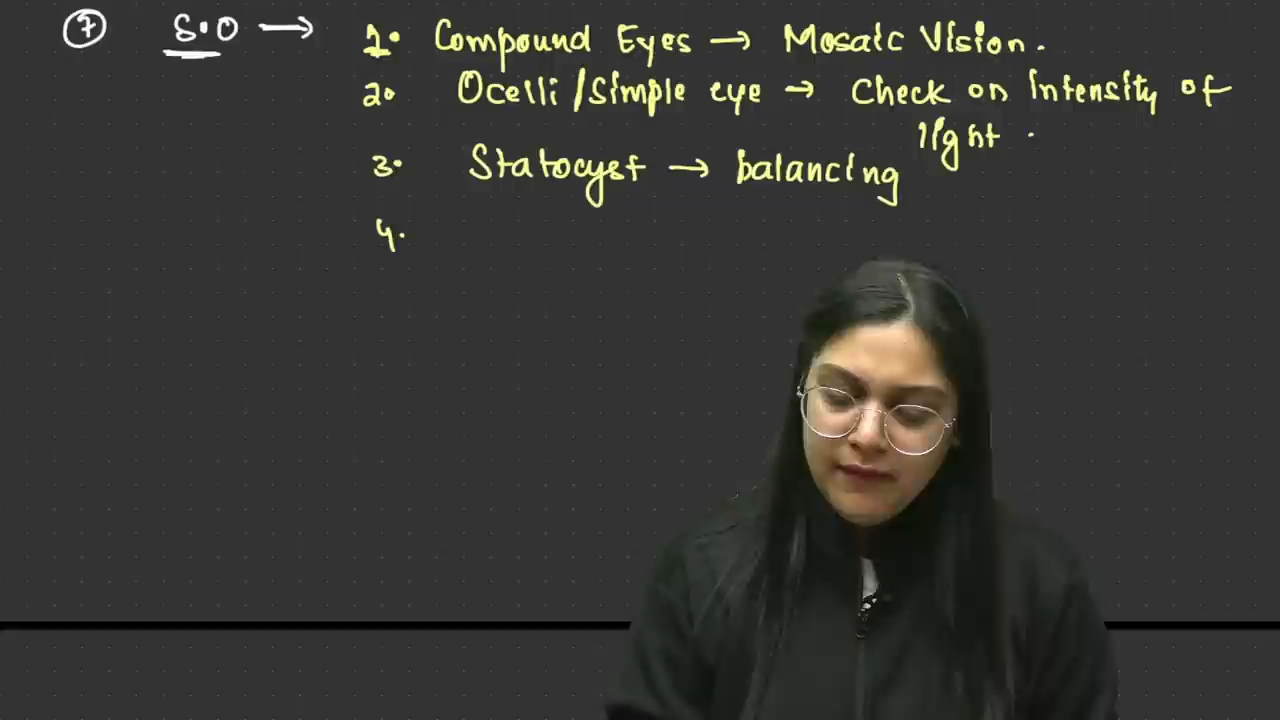 ⑦ S.O → 1. Compound Eyes → Mosaic Vision.
2. Ocelli / Simple eye → Check on intensity of
light.
3. Statocyst → balancing
4.